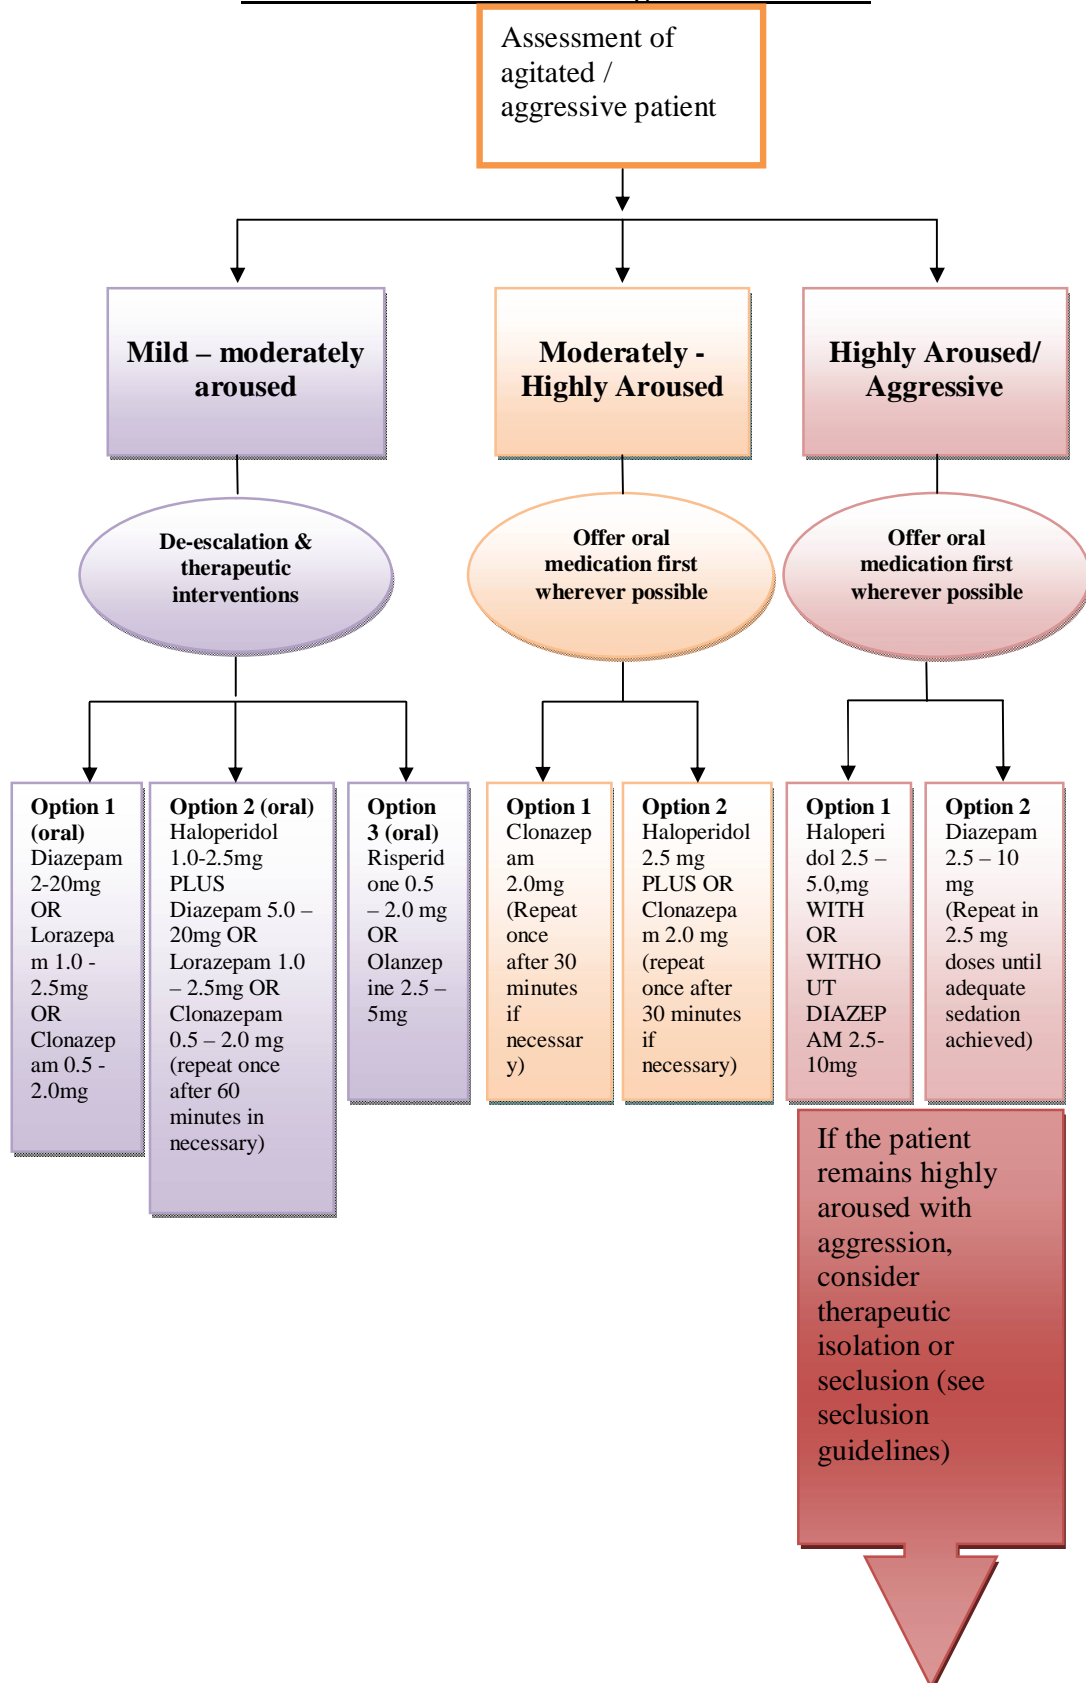 Assessment of
agitated /
aggressive patient
Mild – moderately
aroused
Moderately -
Highly Aroused
Highly Aroused/
Aggressive
De-escalation &
therapeutic
interventions
Offer oral
medication first
wherever possible
Offer oral
medication first
wherever possible
Option 1
(oral)
Diazepam
2-20mg
OR
Lorazepa
m 1.0 -
2.5mg
OR
Clonazep
am 0.5 -
2.0mg
Option 2 (oral)
Haloperidol
1.0-2.5mg
PLUS
Diazepam 5.0 –
20mg OR
Lorazepam 1.0
– 2.5mg OR
Clonazepam
0.5 – 2.0 mg
(repeat once
after 60
minutes in
necessary)
Option
3 (oral)
Risperid
one 0.5
– 2.0 mg
OR
Olanzep
ine 2.5 –
5mg
Option 1
Clonazep
am
2.0mg
(Repeat
once
after 30
minutes
if
necessar
y)
Option 2
Haloperidol
2.5 mg
PLUS OR
Clonazepa
m 2.0 mg
(repeat
once after
30 minutes
if
necessary)
Option 1
Haloperi
dol 2.5 –
5.0,mg
WITH
OR
WITHO
UT
DIAZEP
AM 2.5-
10mg
Option 2
Diazepam
2.5 – 10
mg
(Repeat in
2.5 mg
doses until
adequate
sedation
achieved)
If the patient
remains highly
aroused with
aggression,
consider
therapeutic
isolation or
seclusion (see
seclusion
guidelines)